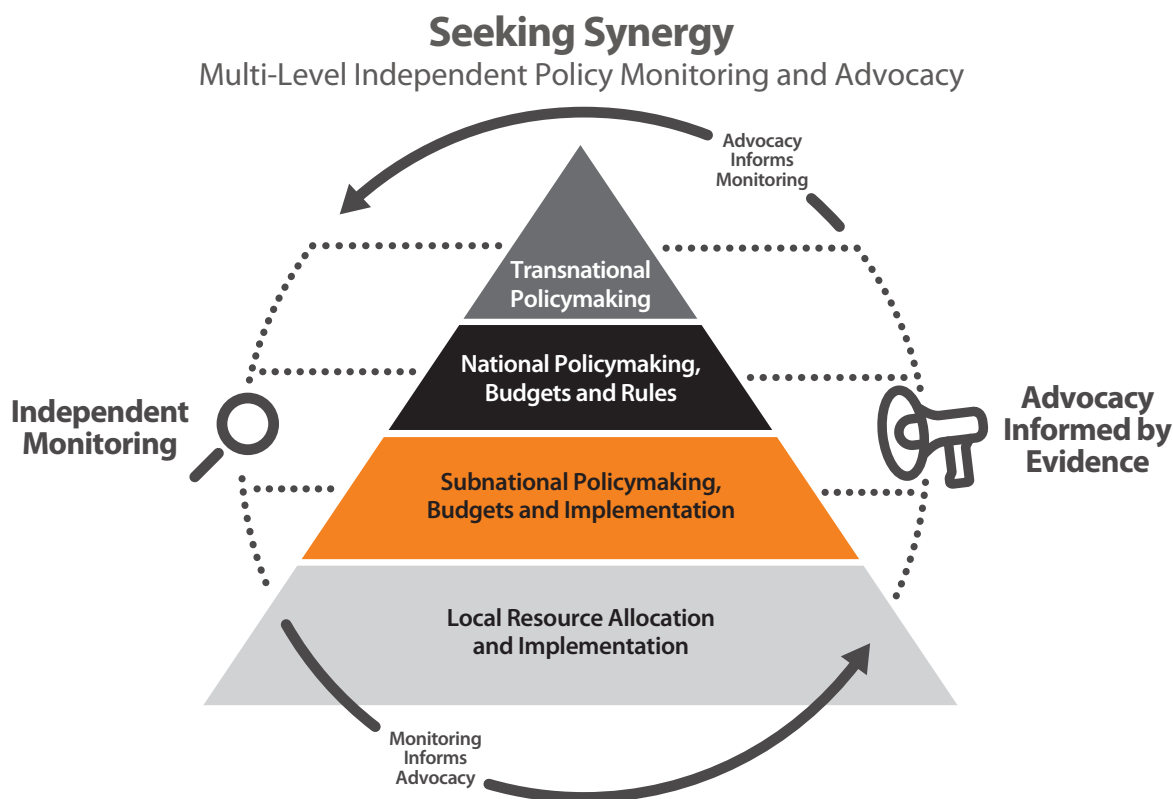 Seeking Synergy
Multi-Level Independent Policy Monitoring and Advocacy
Advocacy
Informs
Monitoring
Transnational
Policymaking
National Policymaking,
Budgets and Rules
Independent
Monitoring
Advocacy
Informed by
Evidence
Subnational Policymaking,
Budgets and Implementation
Local Resource Allocation
and Implementation
Monitoring
Informs
Advocacy